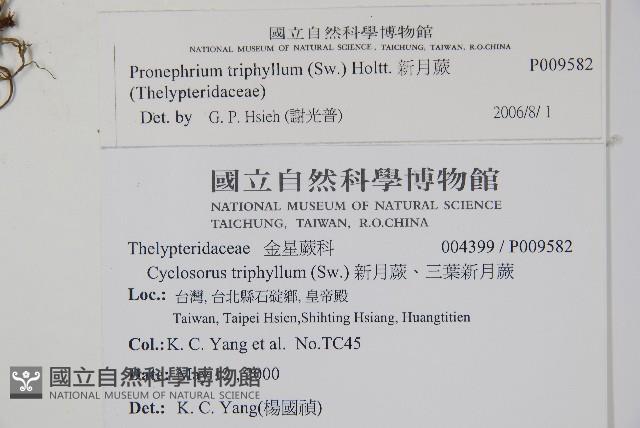 國立自然科學博物館
NATIONAL MUSEUM OF NATURAL SCIENCE, TAICHUNG, TAIWAN, R.O.CHINA
Pronephrium triphyllum (Sw.) Holtt. 新月蕨 P009582
(Thelypteridaceae)
Det. by G. P. Hsieh (謝光普) 2006/8/1
國立自然科學博物館
NATIONAL MUSEUM OF NATURAL SCIENCE
TAICHUNG, TAIWAN, R.O.CHINA
Thelypteridaceae 金星蕨科 004399 / P009582
Cyclosorus triphyllum (Sw.) 新月蕨、三葉新月蕨
Loc.: 台灣, 台北縣石碇鄉, 皇帝殿
Taiwan, Taipei Hsien,Shihting Hsiang, Huangtitien
Col.: K. C. Yang et al. No.TC45
Date: May 2000
國立自然科學博物館
NATIONAL MUSEUM OF NATURAL SCIENCE
Det.: K. C. Yang(楊國禎)